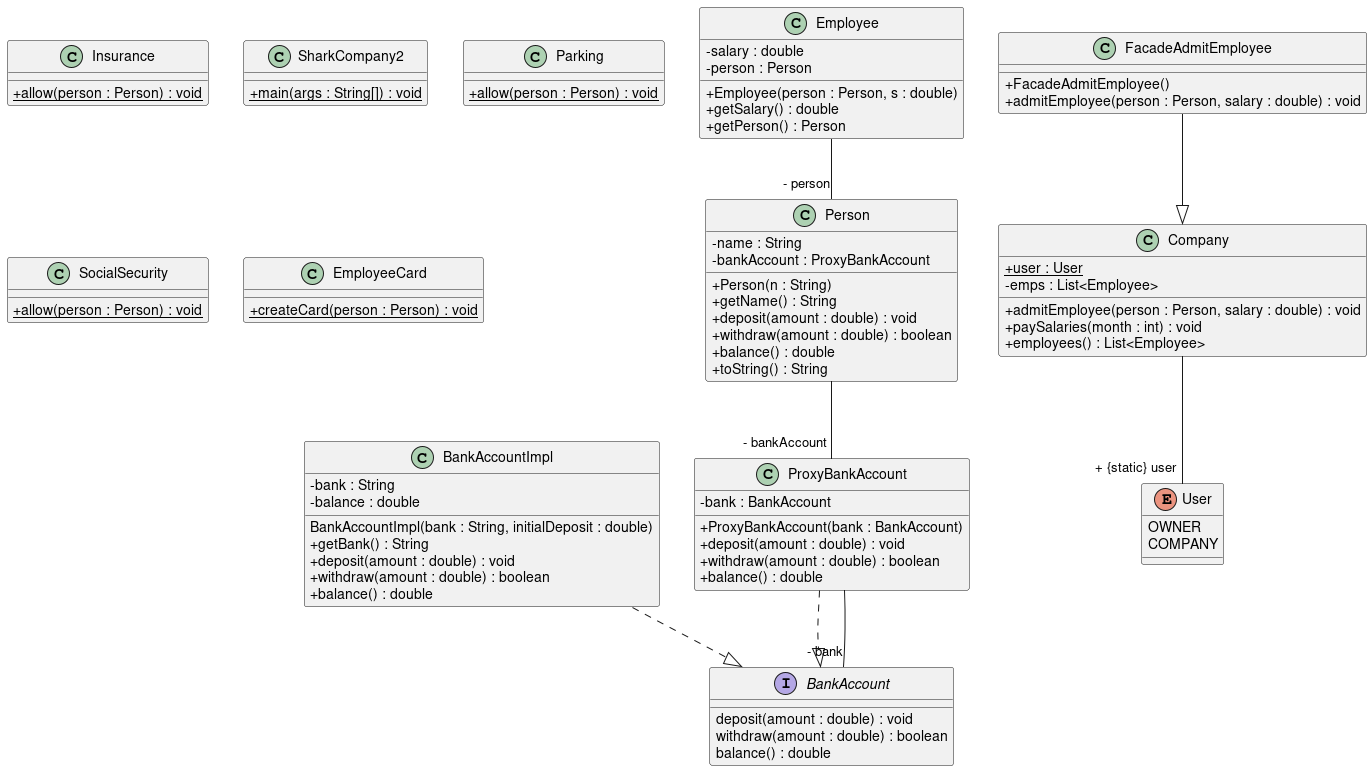 C Insurance
+allow(person : Person) : void
C SharkCompany2
+main(args : String[]) : void
C Parking
+allow(person : Person) : void
C Employee
-salary : double
-person : Person
+Employee(person : Person, s : double)
+getSalary() : double
+getPerson() : Person
C FacadeAdmitEmployee
+FacadeAdmitEmployee()
+admitEmployee(person : Person, salary : double) : void
- person
C SocialSecurity
+allow(person : Person) : void
C EmployeeCard
+createCard(person : Person) : void
C Person
-name : String
-bankAccount : ProxyBankAccount
+Person(n : String)
+getName() : String
+deposit(amount : double) : void
+withdraw(amount : double) : boolean
+balance() : double
+toString() : String
C Company
+user : User
-emps : List<Employee>
+admitEmployee(person : Person, salary : double) : void
+paySalaries(month : int) : void
+employees() : List<Employee>
- bankAccount
+ {static} user
C BankAccountImpl
-bank : String
-balance : double
BankAccountImpl(bank : String, initialDeposit : double)
+getBank() : String
+deposit(amount : double) : void
+withdraw(amount : double) : boolean
+balance() : double
C ProxyBankAccount
-bank : BankAccount
+ProxyBankAccount(bank : BankAccount)
+deposit(amount : double) : void
+withdraw(amount : double) : boolean
+balance() : double
E User
OWNER
COMPANY
- bank
I BankAccount
deposit(amount : double) : void
withdraw(amount : double) : boolean
balance() : double